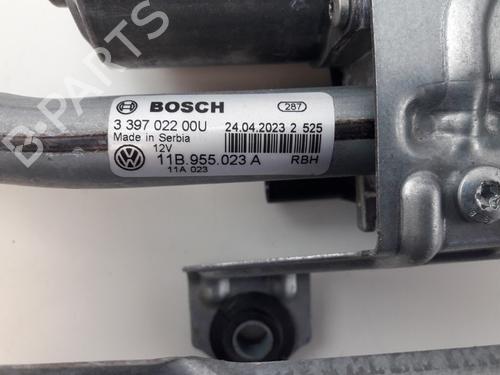 B-PARTS
BOSCH 287
3 397 022 00U 24.04.2023 2 525
Made in Serbia
12V
11B.955.023 A RBH
11A 023